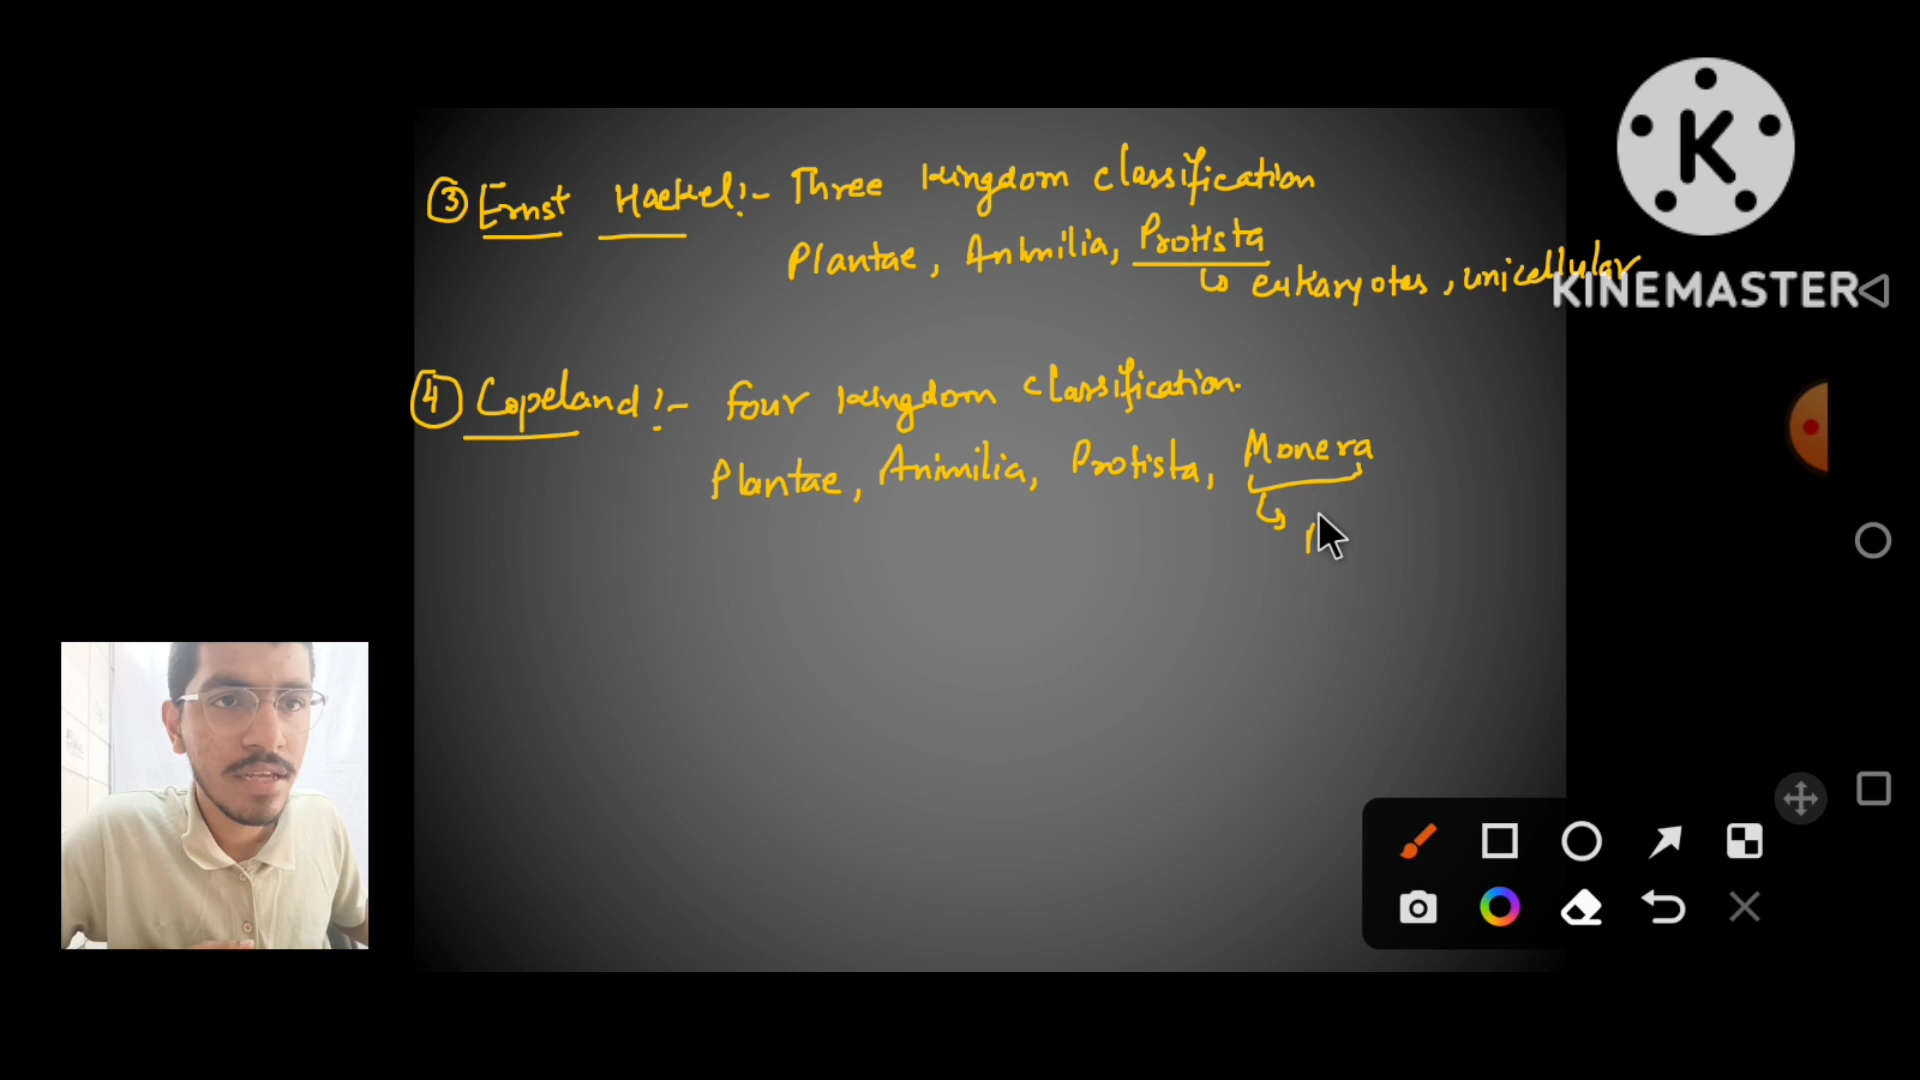 ③ Ernst Haekel:- Three kingdom classification
Plantae, Animilia, Protista
↳ eukaryotes, unicellular
KINEMASTER
④ Copeland:- Four kingdom classification.
Plantae, Animilia, Protista, Monera